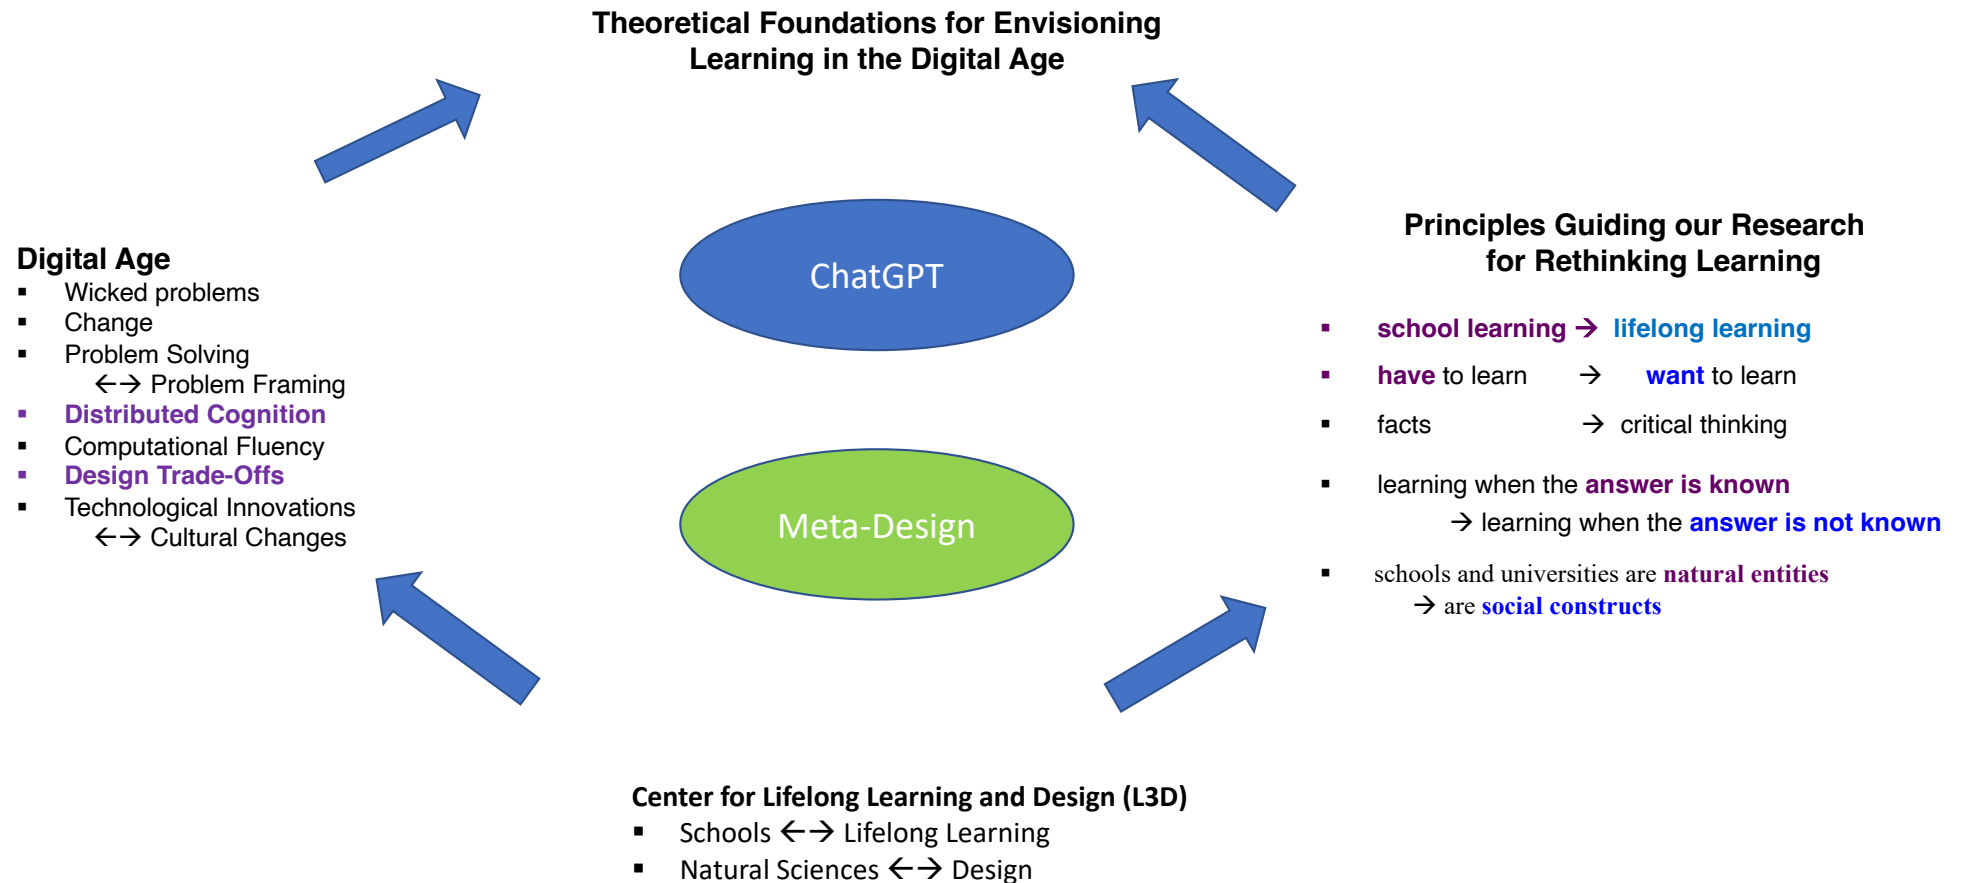 Theoretical Foundations for Envisioning
Learning in the Digital Age
ChatGPT
Meta-Design
Digital Age
▪ Wicked problems
▪ Change
▪ Problem Solving
←→ Problem Framing
▪ Distributed Cognition
▪ Computational Fluency
▪ Design Trade-Offs
▪ Technological Innovations
←→ Cultural Changes
Principles Guiding our Research
for Rethinking Learning
▪ school learning → lifelong learning
▪ have to learn → want to learn
▪ facts → critical thinking
▪ learning when the answer is known
→ learning when the answer is not known
▪ schools and universities are natural entities
→ are social constructs
Center for Lifelong Learning and Design (L3D)
▪ Schools ←→ Lifelong Learning
▪ Natural Sciences ←→ Design